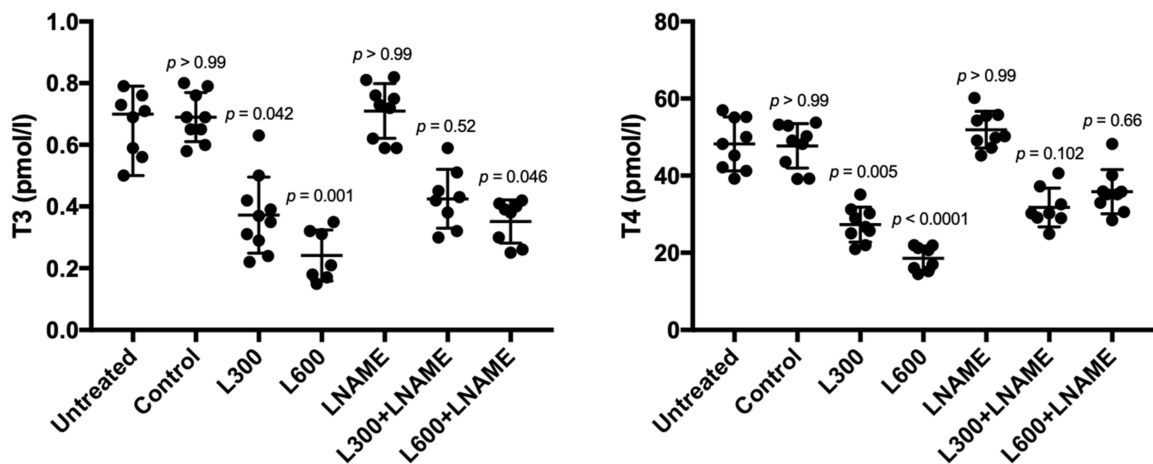 T3 (pmol/l)
1.0
0.8
0.6
0.4
0.2
0.0
p > 0.99
p = 0.042
p = 0.001
p > 0.99
p = 0.52
p = 0.046
Untreated
Control
L300
L600
LNAME
L300+LNAME
L600+LNAME
T4 (pmol/l)
80
60
40
20
0
p > 0.99
p = 0.005
p < 0.0001
p > 0.99
p = 0.102
p = 0.66
Untreated
Control
L300
L600
LNAME
L300+LNAME
L600+LNAME